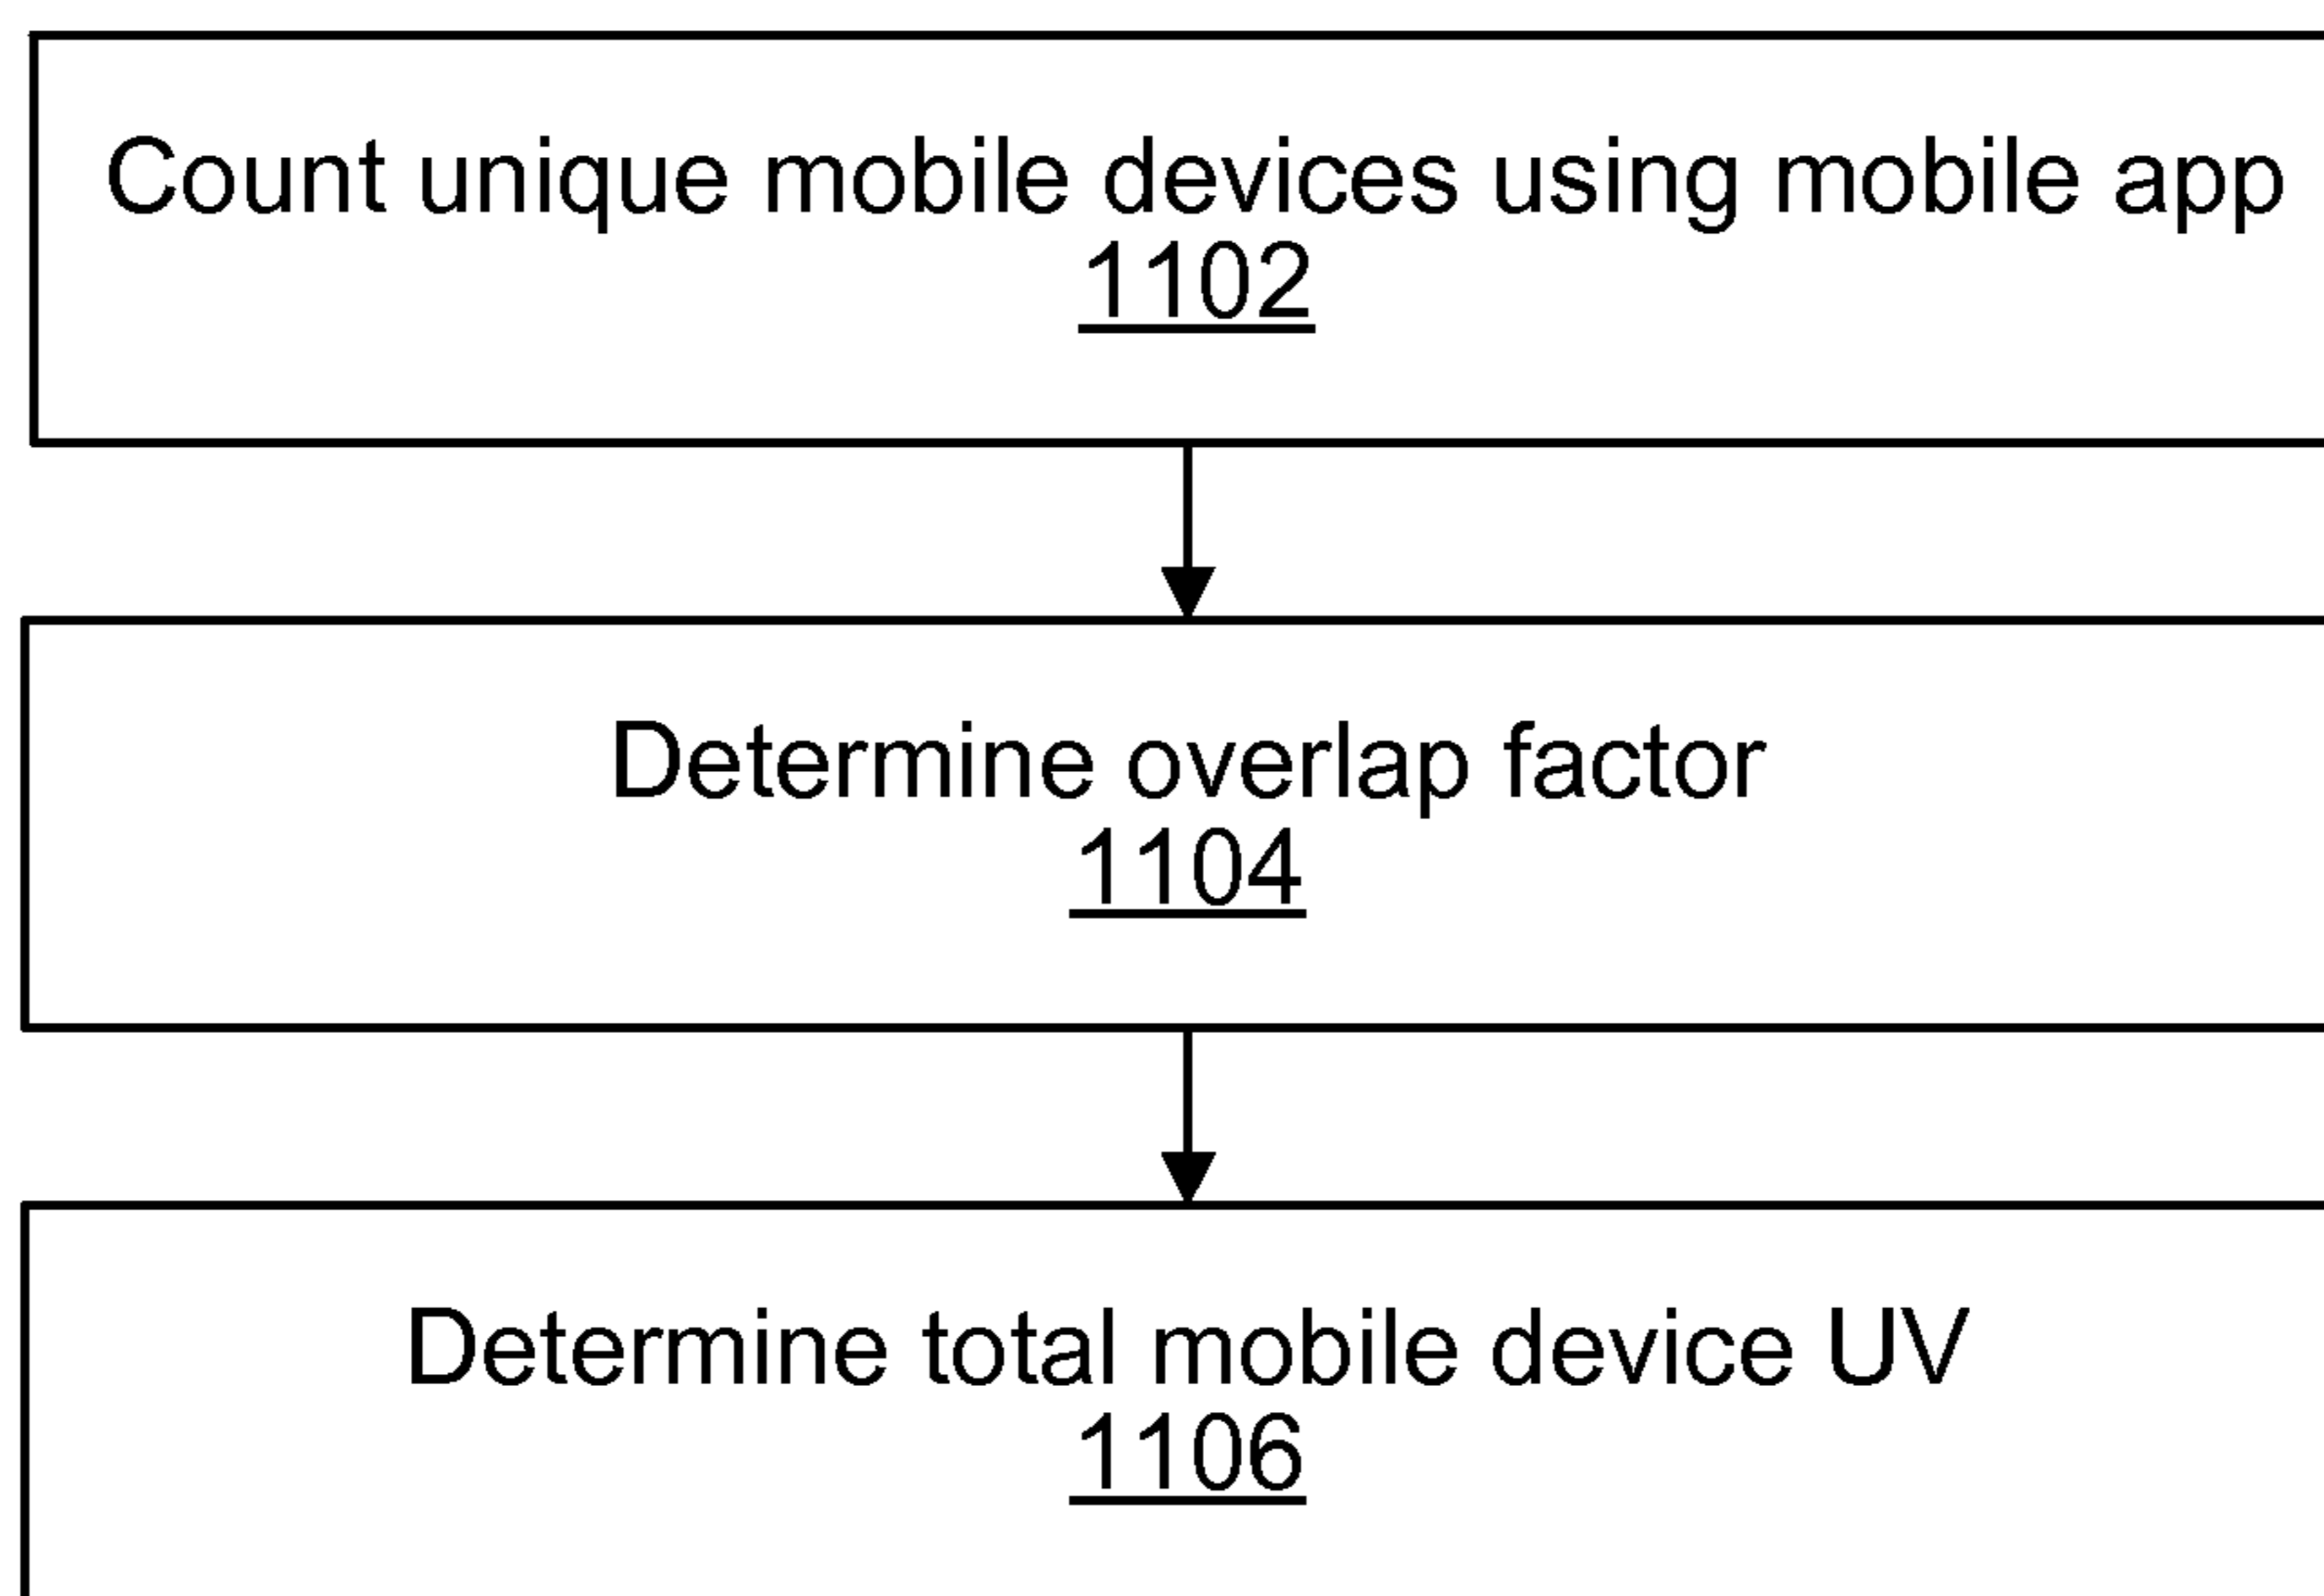 Count unique mobile devices using mobile app
1102
Determine overlap factor
1104
Determine total mobile device UV
1106